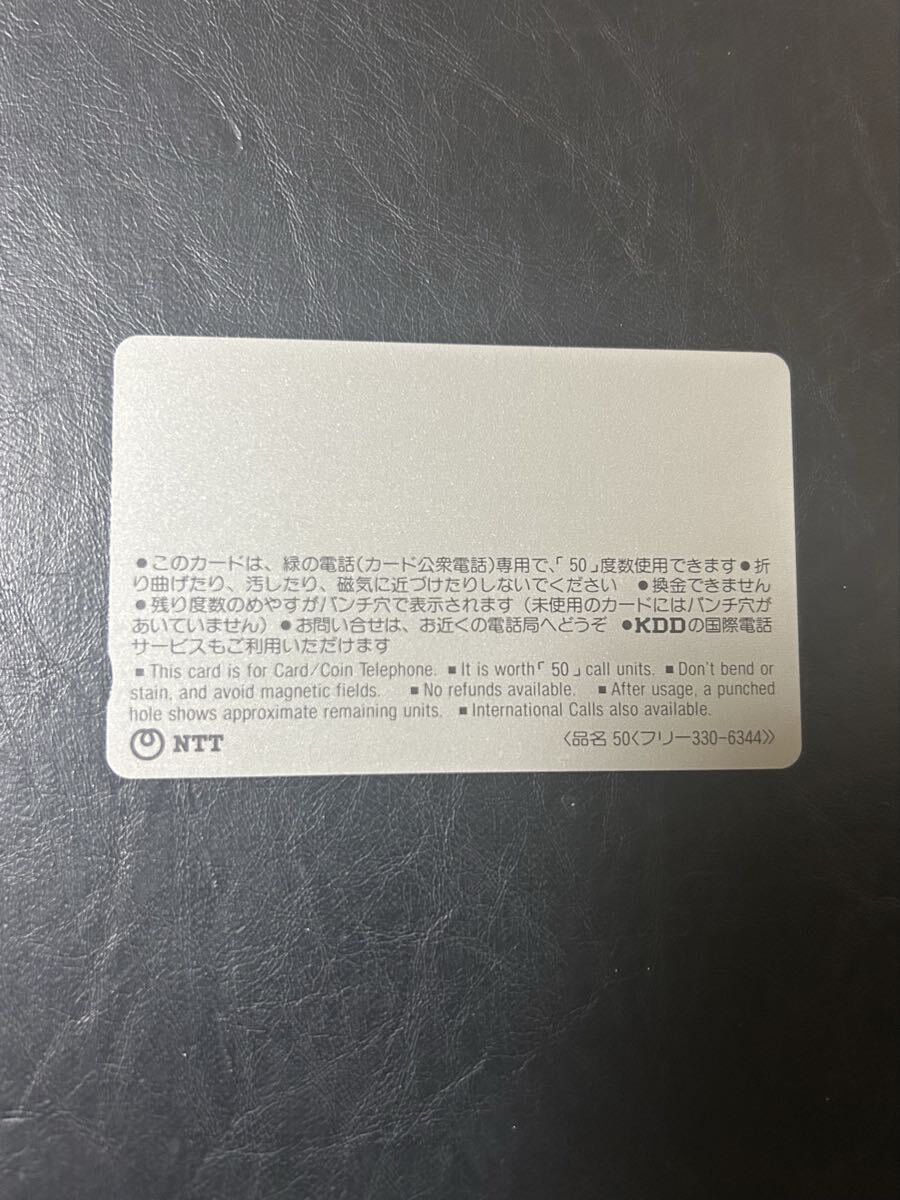 ●このカードは、緑の電話(カード公衆電話)専用で、「50」度数使用できます●折
り曲げたり、汚したり、磁気に近づけたりしないでください ●換金できません
●残り度数のめやすがパンチ穴で表示されます(未使用のカードにはパンチ穴が
あいていません)●お問い合せは、お近くの電話局へどうぞ ●KDDの国際電話
サービスもご利用いただけます
■This card is for Card/Coin Telephone. ■It is worth「50」call units. ■Don't bend or
stain, and avoid magnetic fields. ■No refunds available. ■After usage, a punched
hole shows approximate remaining units. ■International Calls also available.
NTT 〈品名 50〈フリー330-6344〉〉